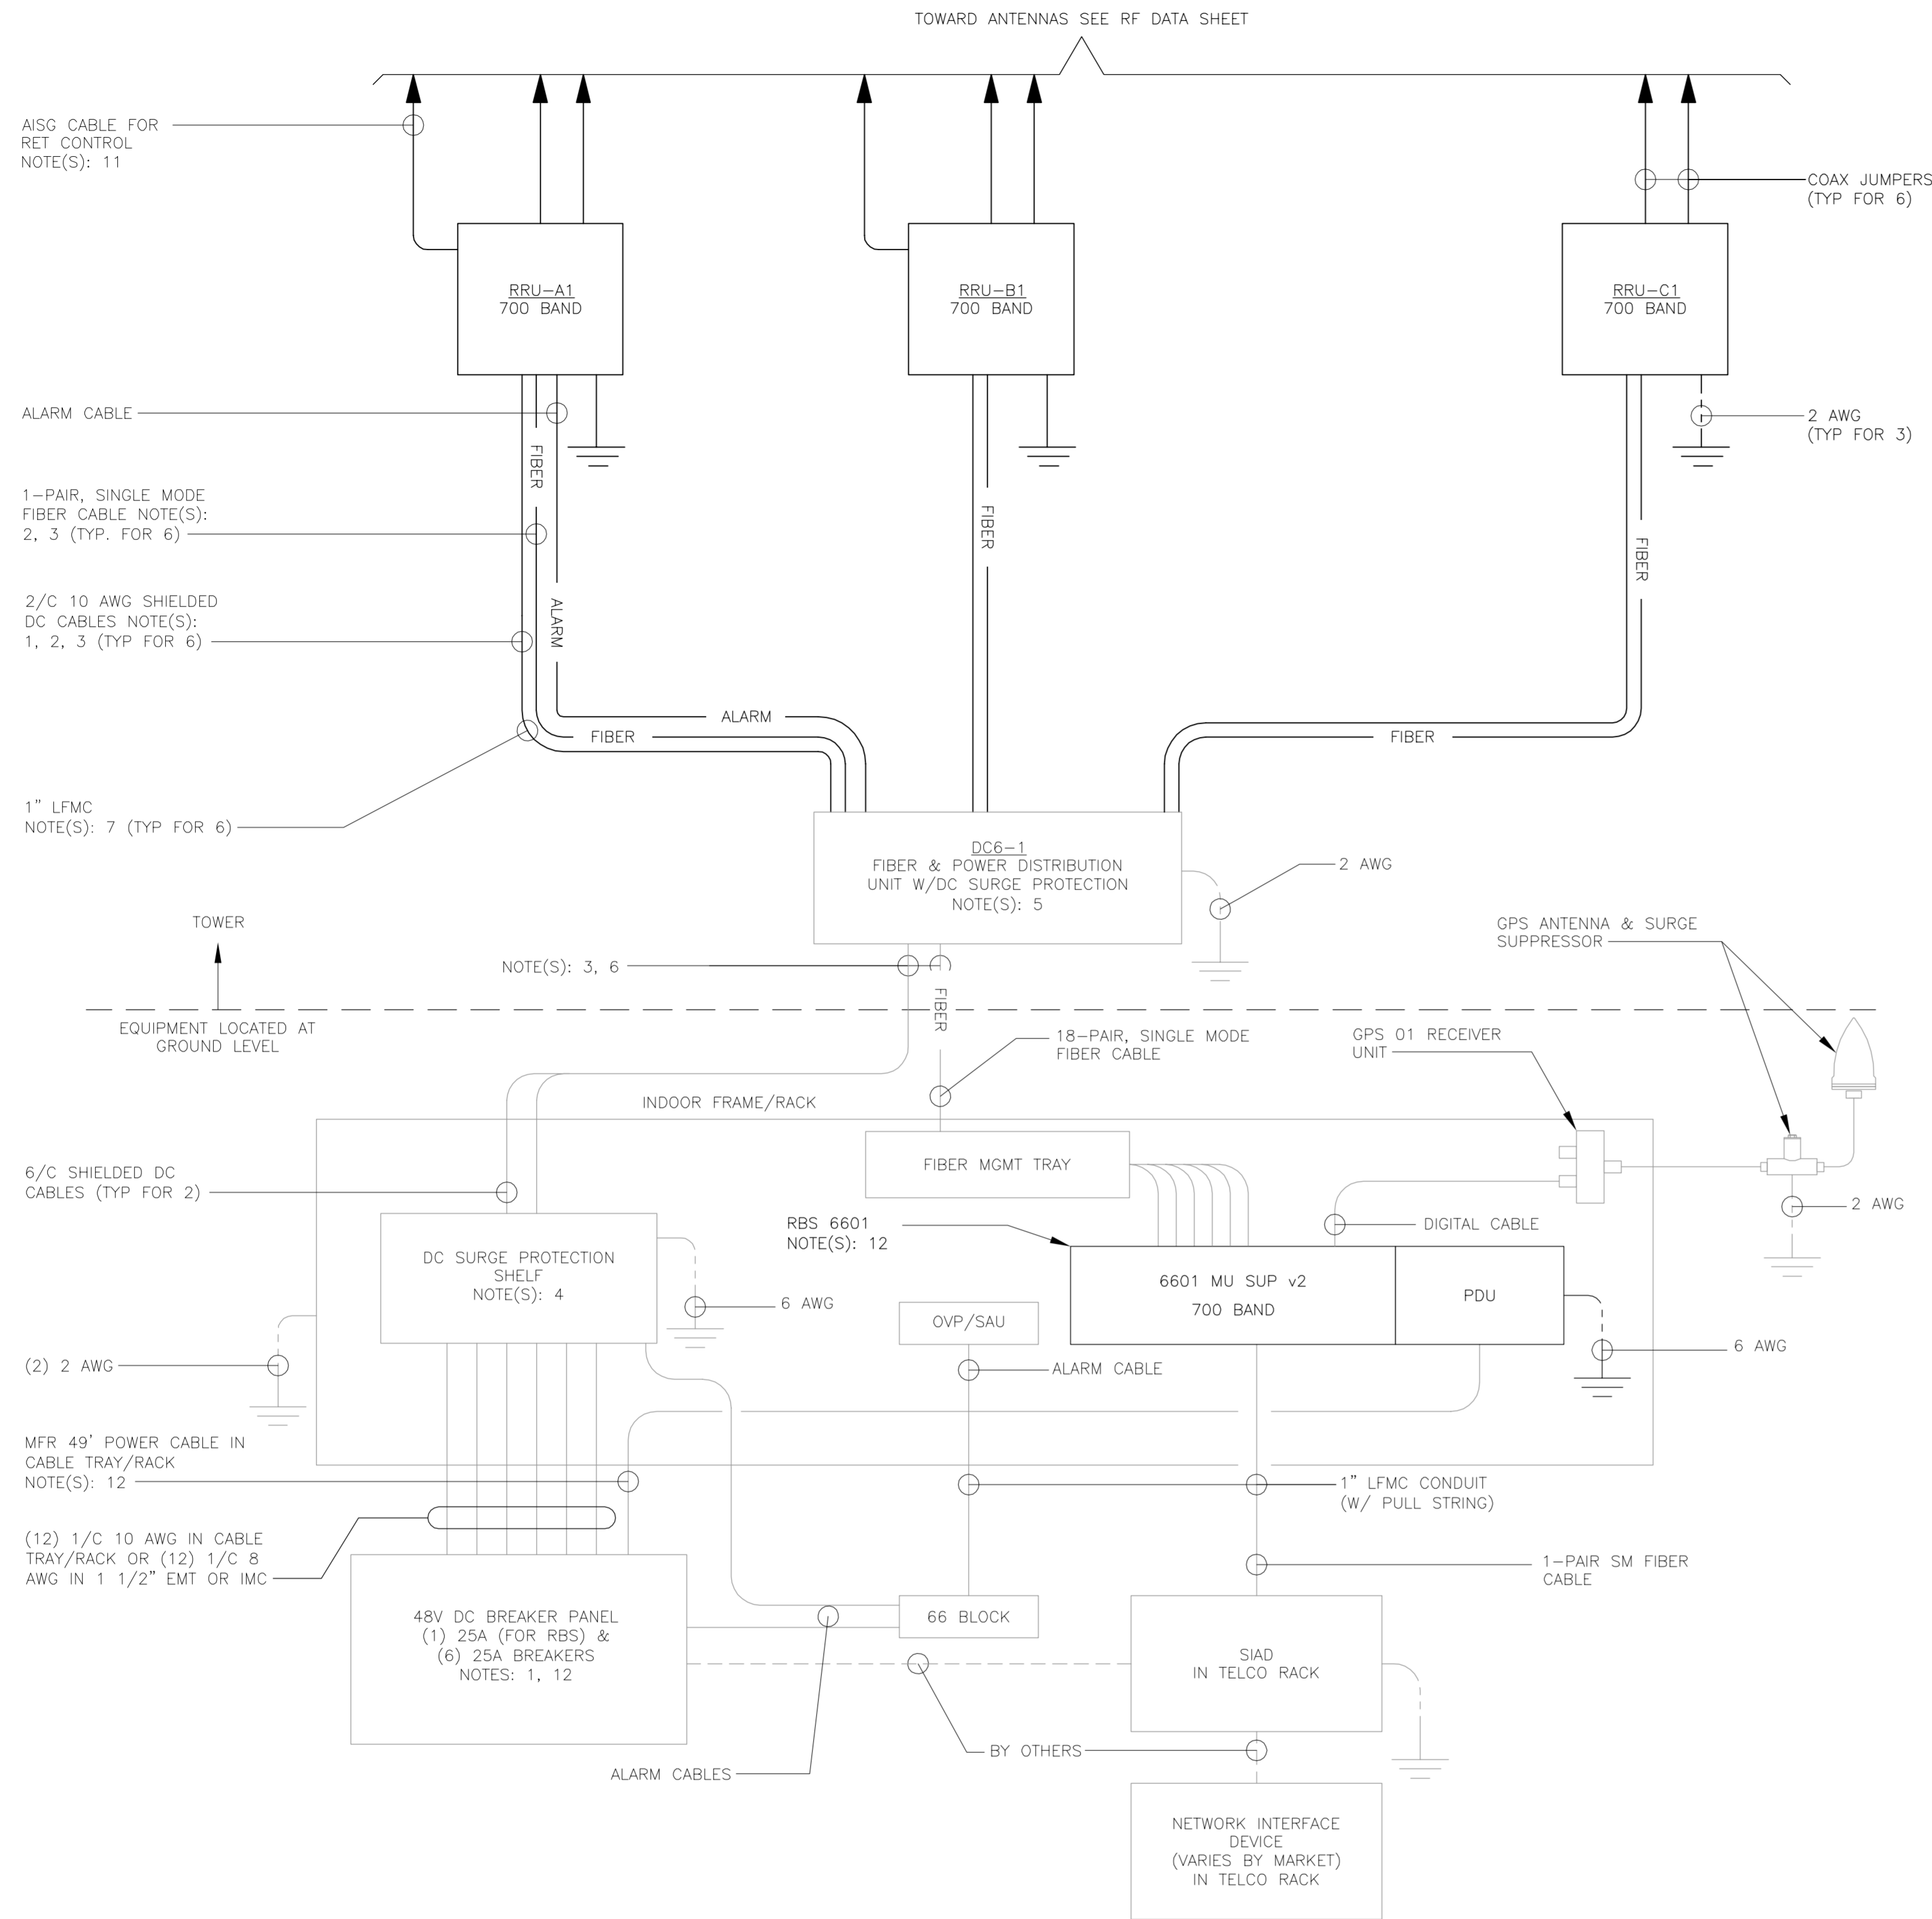 TOWARD ANTENNAS SEE RF DATA SHEET
AISG CABLE FOR
RET CONTROL
NOTE(S): 11
COAX JUMPERS
(TYP FOR 6)
RRU-A1
700 BAND
RRU-B1
700 BAND
RRU-C1
700 BAND
ALARM CABLE
2 AWG
(TYP FOR 3)
FIBER
1-PAIR, SINGLE MODE
FIBER CABLE NOTE(S):
2, 3 (TYP. FOR 6)
FIBER
FIBER
2/C 10 AWG SHIELDED
DC CABLES NOTE(S):
1, 2, 3 (TYP FOR 6)
ALARM
ALARM
FIBER
FIBER
1" LFMC
NOTE(S): 7 (TYP FOR 6)
DC6-1
FIBER & POWER DISTRIBUTION
UNIT W/DC SURGE PROTECTION
NOTE(S): 5
2 AWG
TOWER
GPS ANTENNA & SURGE
SUPPRESSOR
NOTE(S): 3, 6
FIBER
EQUIPMENT LOCATED AT
GROUND LEVEL
18-PAIR, SINGLE MODE
FIBER CABLE
GPS 01 RECEIVER
UNIT
INDOOR FRAME/RACK
FIBER MGMT TRAY
6/C SHIELDED DC
CABLES (TYP FOR 2)
2 AWG
RBS 6601
NOTE(S): 12
DIGITAL CABLE
DC SURGE PROTECTION
SHELF
NOTE(S): 4
6601 MU SUP v2
700 BAND
PDU
6 AWG
OVP/SAU
6 AWG
(2) 2 AWG
ALARM CABLE
MFR 49' POWER CABLE IN
CABLE TRAY/RACK
NOTE(S): 12
1" LFMC CONDUIT
(W/ PULL STRING)
(12) 1/C 10 AWG IN CABLE
TRAY/RACK OR (12) 1/C 8
AWG IN 1 1/2" EMT OR IMC
1-PAIR SM FIBER
CABLE
48V DC BREAKER PANEL
(1) 25A (FOR RBS) &
(6) 25A BREAKERS
NOTES: 1, 12
66 BLOCK
SIAD
IN TELCO RACK
BY OTHERS
ALARM CABLES
NETWORK INTERFACE
DEVICE
(VARIES BY MARKET)
IN TELCO RACK